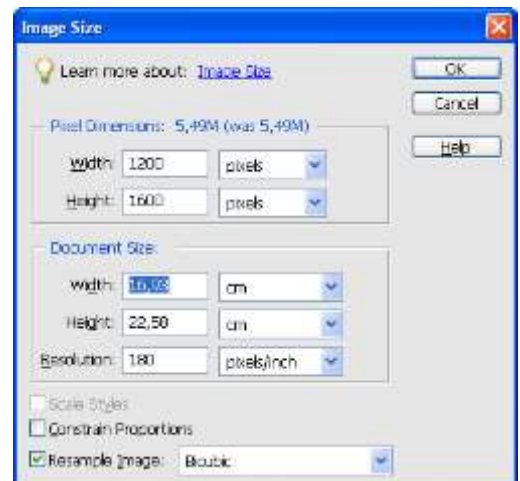 Image Size
Learn more about: Image Size
OK
Cancel
Help
Pixel Dimensions: 5,49M (was 5,49M)
Width: 1200 pixels
Height: 1600 pixels
Document Size:
Width: 16,93 cm
Height: 22,58 cm
Resolution: 180 pixels/inch
Scale Styles
Constrain Proportions
Resample Image: Bicubic